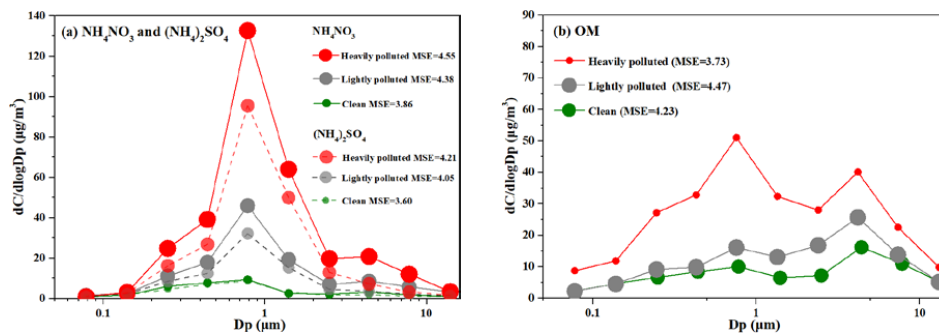 (a) NH4NO3 and (NH4)2SO4
NH4NO3
Heavily polluted MSE=4.55
Lightly polluted MSE=4.38
Clean MSE=3.86
(NH4)2SO4
Heavily polluted MSE=4.21
Lightly polluted MSE=4.05
Clean MSE=3.60
dC/dlogDp (μg/m³)
140
120
100
80
60
40
20
0
0.1
1
10
Dp (μm)
(b) OM
Heavily polluted (MSE=3.73)
Lightly polluted (MSE=4.47)
Clean (MSE=4.23)
dC/dlogDp (μg/m³)
90
80
70
60
50
40
30
20
10
0
0.1
1
10
Dp (μm)